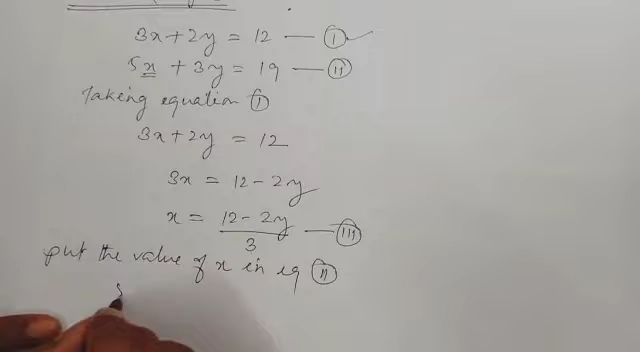 3x + 2y = 12 — I
5x + 3y = 19 — II
Taking equation I
3x + 2y = 12
3x = 12 - 2y
x = 12 - 2y / 3 — III
put the value of x in eq II
5